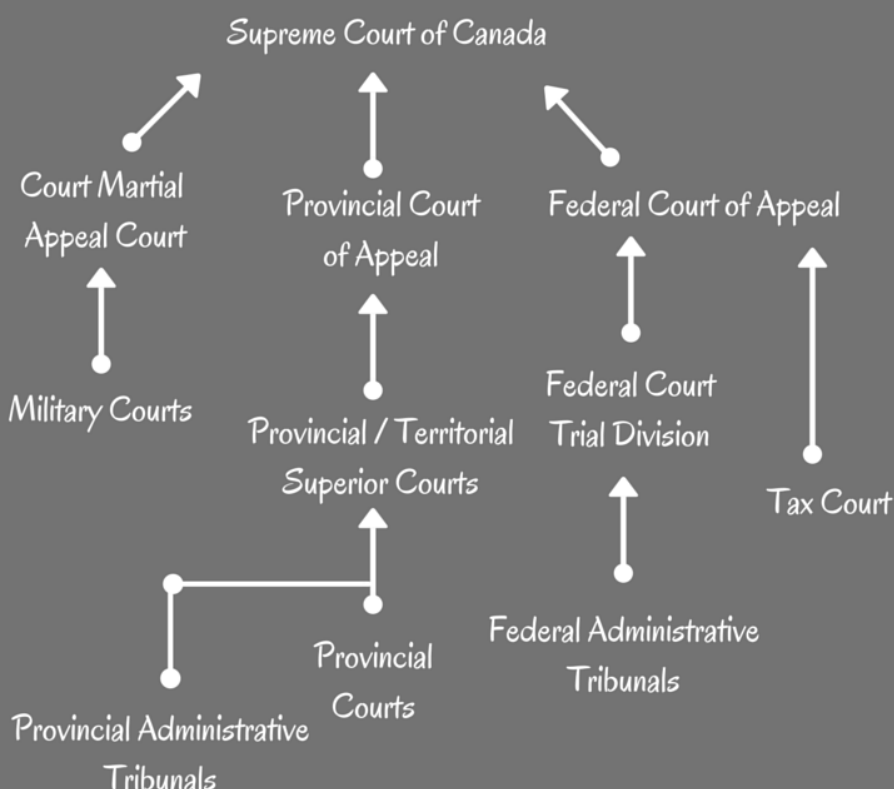 Supreme Court of Canada
Court Martial
Appeal Court
Provincial Court
of Appeal
Federal Court of Appeal
Military Courts
Provincial / Territorial
Superior Courts
Federal Court
Trial Division
Tax Court
Provincial Administrative
Tribunals
Provincial
Courts
Federal Administrative
Tribunals